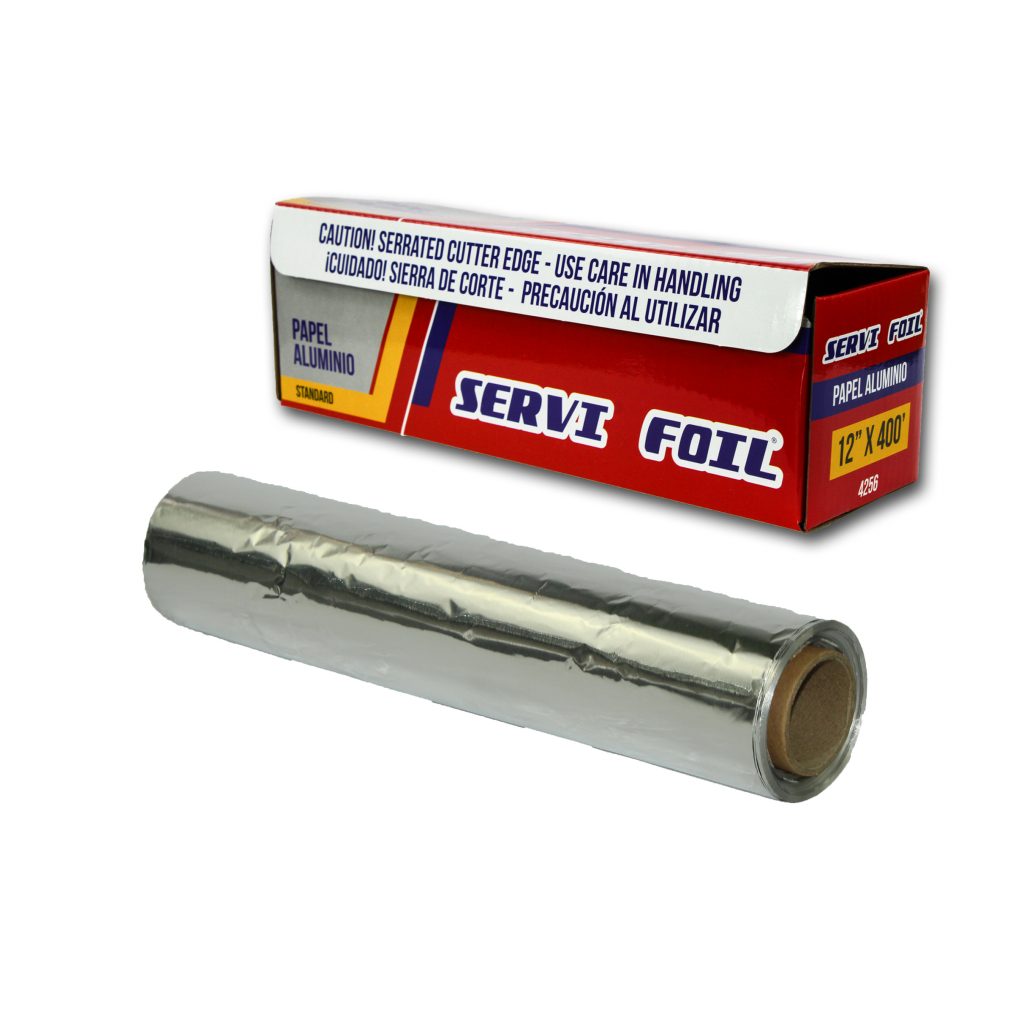 CAUTION! SERRATED CUTTER EDGE - USE CARE IN HANDLING
¡CUIDADO! SIERRA DE CORTE - PRECAUCIÓN AL UTILIZAR
PAPEL
ALUMINIO
STANDARD
SERVI FOIL®
SERVI FOIL
PAPEL ALUMINIO
12” X 400’
4256